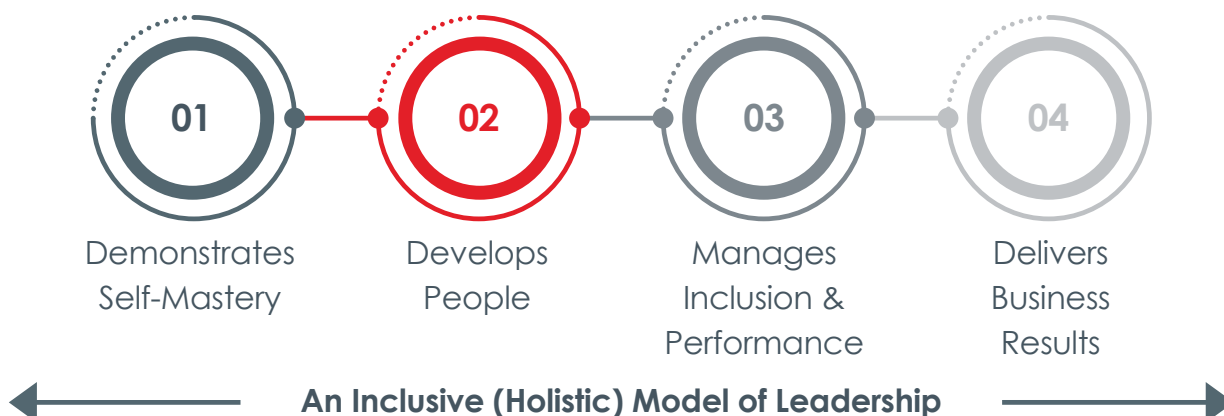 01
02
03
04
Demonstrates
Self-Mastery
Develops
People
Manages
Inclusion &
Performance
Delivers
Business
Results
An Inclusive (Holistic) Model of Leadership